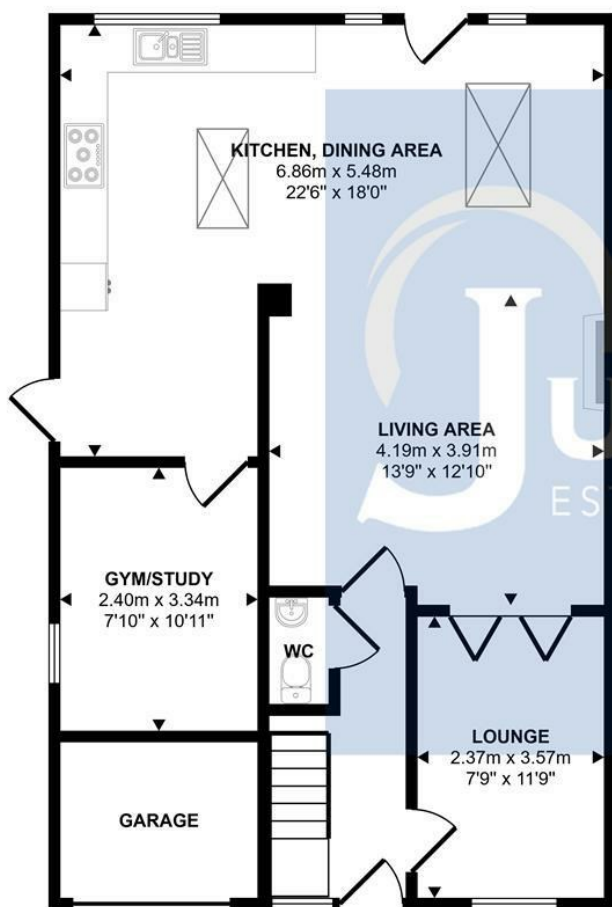 KITCHEN, DINING AREA
6.86m x 5.48m
22'6" x 18'0"
LIVING AREA
4.19m x 3.91m
13'9" x 12'10"
JU
EST
GYM/STUDY
2.40m x 3.34m
7'10" x 10'11"
WC
LOUNGE
2.37m x 3.57m
7'9" x 11'9"
GARAGE